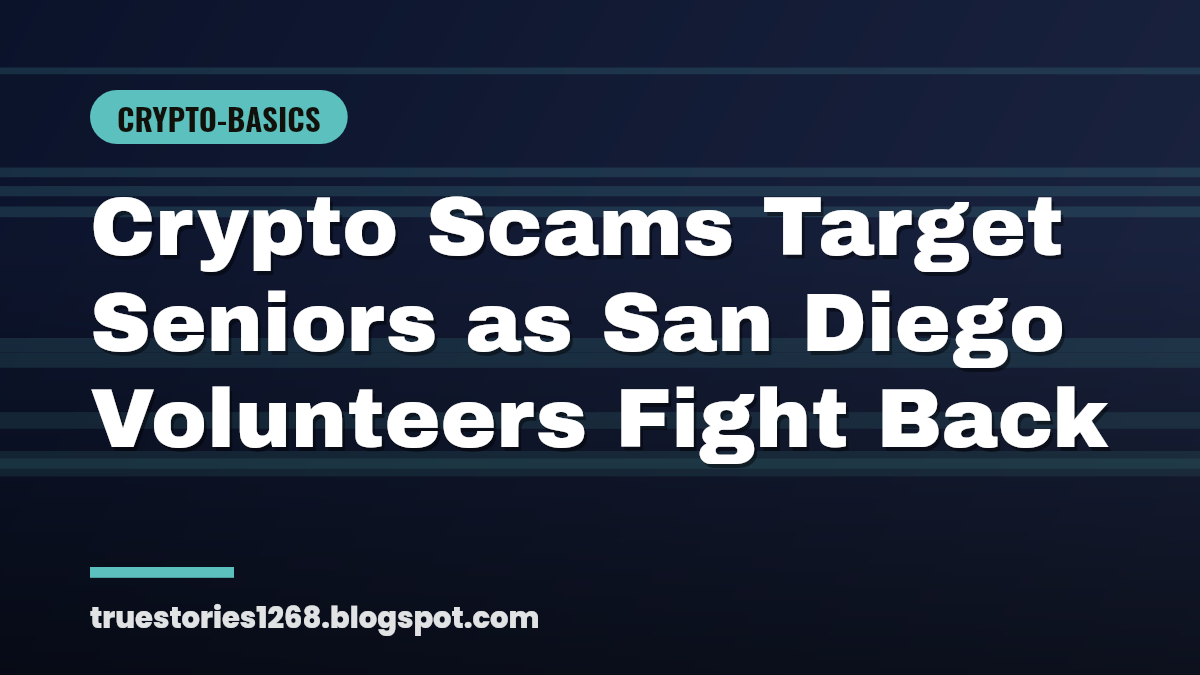 CRYPTO-BASICS
Crypto Scams Target
Seniors as San Diego
Volunteers Fight Back
truestories1268.blogspot.com